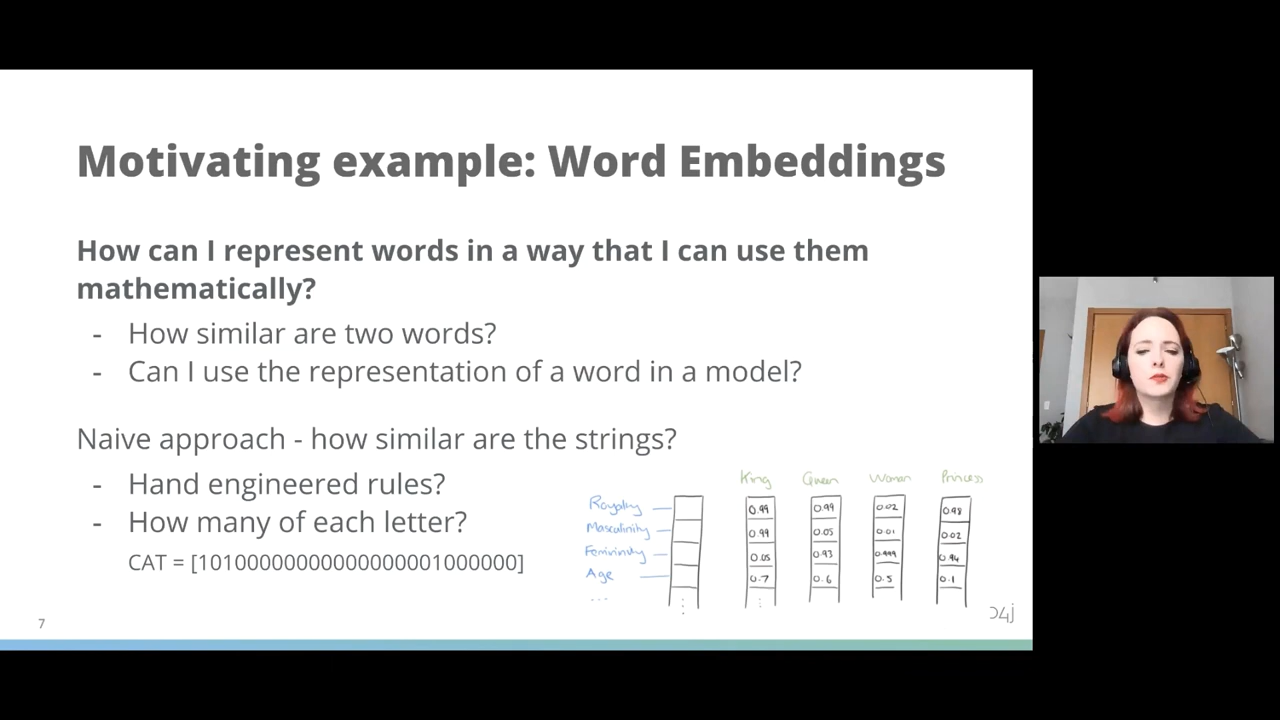 Motivating example: Word Embeddings
How can I represent words in a way that I can use them
mathematically?
- How similar are two words?
- Can I use the representation of a word in a model?
Naive approach - how similar are the strings?
- Hand engineered rules?
- How many of each letter?
CAT = [10100000000000000001000000]
King Queen Woman Princess
Royalty 0.99 0.99 0.02 0.98
Masculinity 0.99 0.05 0.01 0.02
Femininity 0.05 0.93 0.999 0.94
Age 0.7 0.6 0.5 0.1
...
7